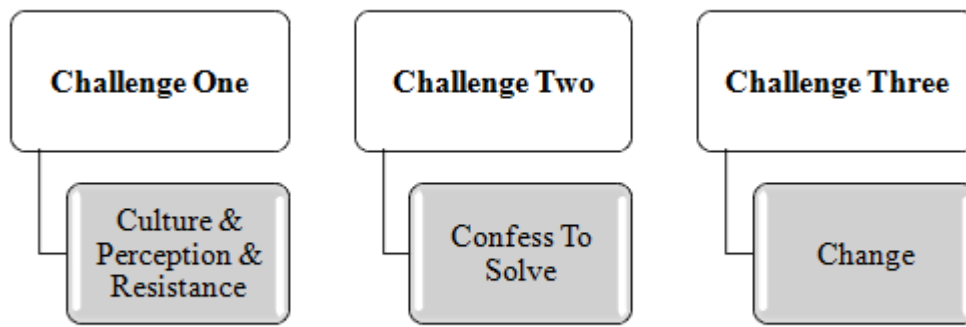 Challenge One
Challenge Two
Challenge Three
Culture &
Perception &
Resistance
Confess To
Solve
Change